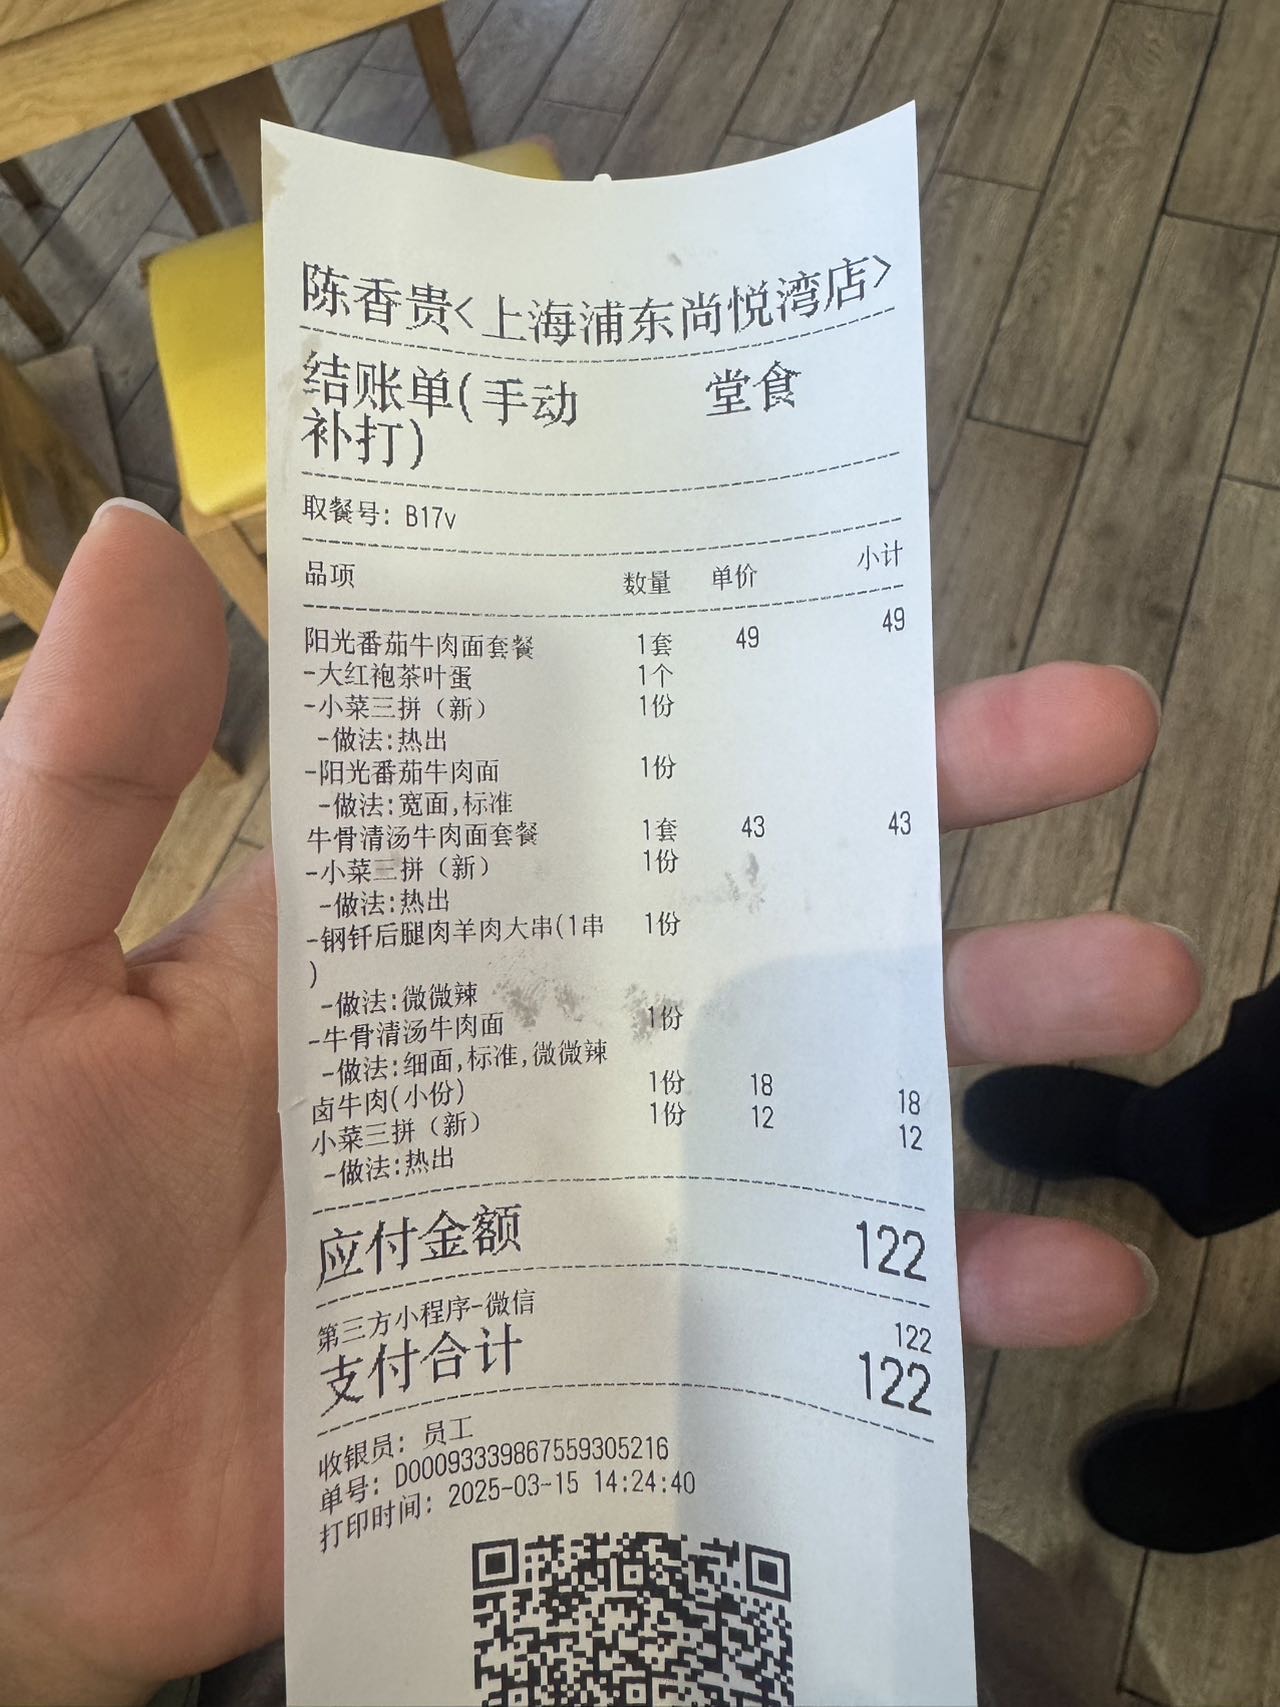 陈香贵<上海浦东尚悦湾店>
结账单(手动 堂食
补打)
取餐号: B17v
品项 数量 单价 小计
阳光番茄牛肉面套餐 1套 49 49
-大红袍茶叶蛋 1个
-小菜三拼（新） 1份
-做法:热出
-阳光番茄牛肉面 1份
-做法:宽面,标准
牛骨清汤牛肉面套餐 1套 43 43
-小菜三拼（新） 1份
-做法:热出
-钢钎后腿肉羊肉大串(1串 1份
)
-做法:微微辣
-牛骨清汤牛肉面 1份
-做法:细面,标准,微微辣
卤牛肉(小份) 1份 18 18
小菜三拼（新） 1份 12 12
-做法:热出
应付金额 122
第三方小程序-微信 122
支付合计 122
收银员: 员工
单号: D00093339867559305216
打印时间: 2025-03-15 14:24:40